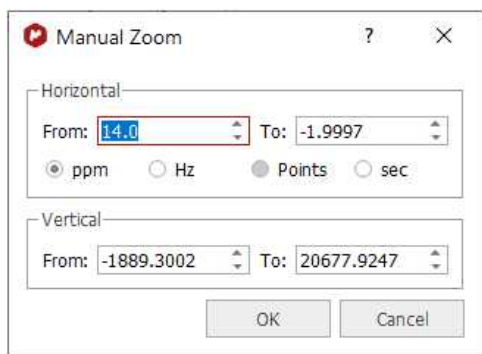 Manual Zoom ? ×
Horizontal
From: 14.0 To: -1.9997
ppm Hz Points sec
Vertical
From: -1889.3002 To: 20677.9247
OK Cancel